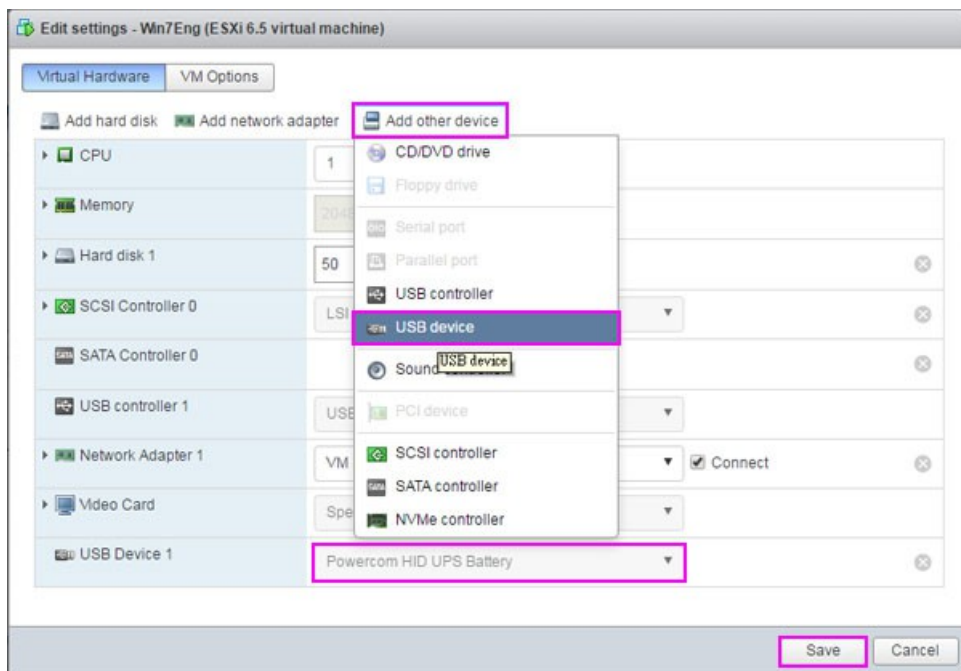 Edit settings - Win7Eng (ESXi 6.5 virtual machine)
Virtual Hardware VM Options
Add hard disk Add network adapter Add other device
CPU 1
Memory 2048
Hard disk 1 50
SCSI Controller 0 LSI
SATA Controller 0
USB controller 1 USB
Network Adapter 1 VM Connect
Video Card Spe
USB Device 1 Powercom HID UPS Battery
CD/DVD drive
Floppy drive
Serial port
Parallel port
USB controller
USB device
USB device
Sound
PCI device
SCSI controller
SATA controller
NVMe controller
Save Cancel